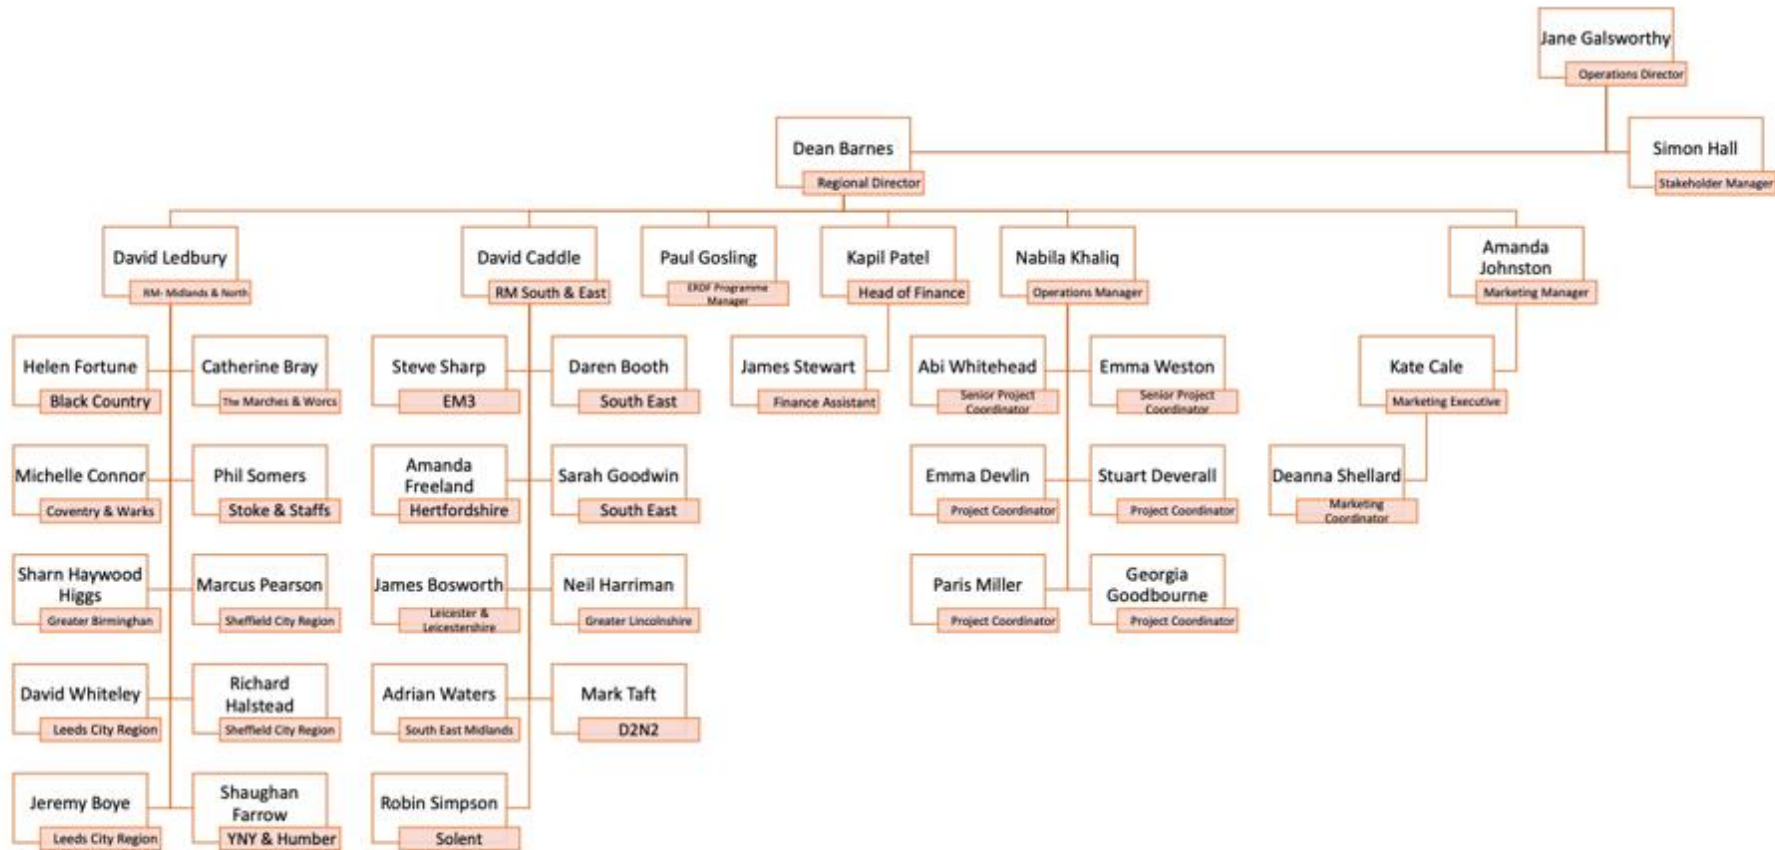 Jane Galsworthy
Operations Director
Dean Barnes
Regional Director
Simon Hall
Stakeholder Manager
David Ledbury
RM- Midlands & North
David Caddle
RM South & East
Paul Gosling
ERDF Programme
Manager
Kapil Patel
Head of Finance
Nabila Khaliq
Operations Manager
Amanda
Johnston
Marketing Manager
Helen Fortune
Black Country
Catherine Bray
The Marches & Worcs
Steve Sharp
EM3
Daren Booth
South East
James Stewart
Finance Assistant
Abi Whitehead
Senior Project
Coordinator
Emma Weston
Senior Project
Coordinator
Kate Cale
Marketing Executive
Michelle Connor
Coventry & Warks
Phil Somers
Stoke & Staffs
Amanda
Freeland
Hertfordshire
Sarah Goodwin
South East
Emma Devlin
Project Coordinator
Stuart Deverall
Project Coordinator
Deanna Shellard
Marketing
Coordinator
Sharn Haywood
Higgs
Greater Birminghan
Marcus Pearson
Sheffield City Region
James Bosworth
Leicester &
Leicestershire
Neil Harriman
Greater Lincolnshire
Paris Miller
Project Coordinator
Georgia
Goodbourne
Project Coordinator
David Whiteley
Leeds City Region
Richard
Halstead
Sheffield City Region
Adrian Waters
South East Midlands
Mark Taft
D2N2
Jeremy Boye
Leeds City Region
Shaughan
Farrow
YNY & Humber
Robin Simpson
Solent